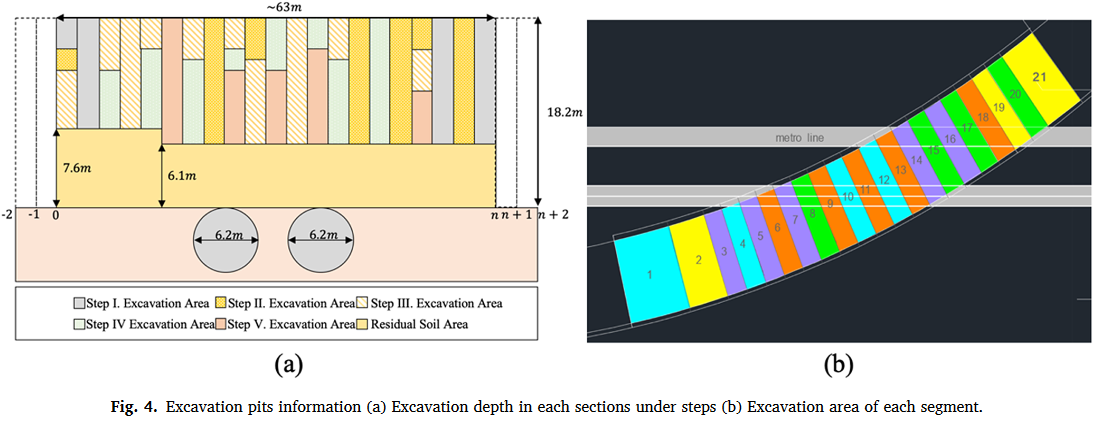 ~63m
18.2m
7.6m
6.1m
-2 -1 0 n n + 1 n + 2
6.2m 6.2m
Step I. Excavation Area Step II. Excavation Area Step III. Excavation Area
Step IV Excavation Area Step V. Excavation Area Residual Soil Area
(a)
metro line
1
2
3
4
5
6
7
8
9
10
11
12
13
14
15
16
17
18
19
20
21
(b)
Fig. 4. Excavation pits information (a) Excavation depth in each sections under steps (b) Excavation area of each segment.